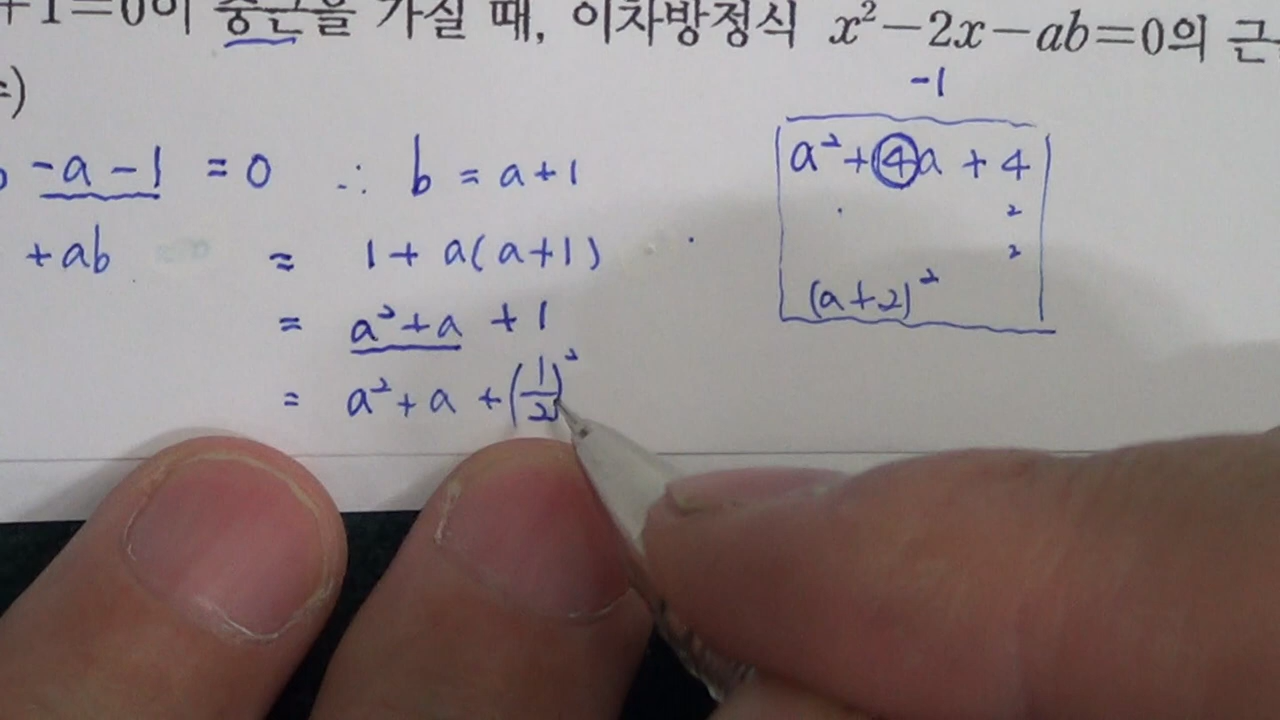 +1=0이 중근을 가질 때, 이차방정식 x²−2x−ab=0의 근
-1
-a -1 = 0 ∴ b = a+1
+ab = 1 + a(a+1)
= a²+a +1
= a²+a +(1/2)²
a²+4a +4
2
2
(a+2)²